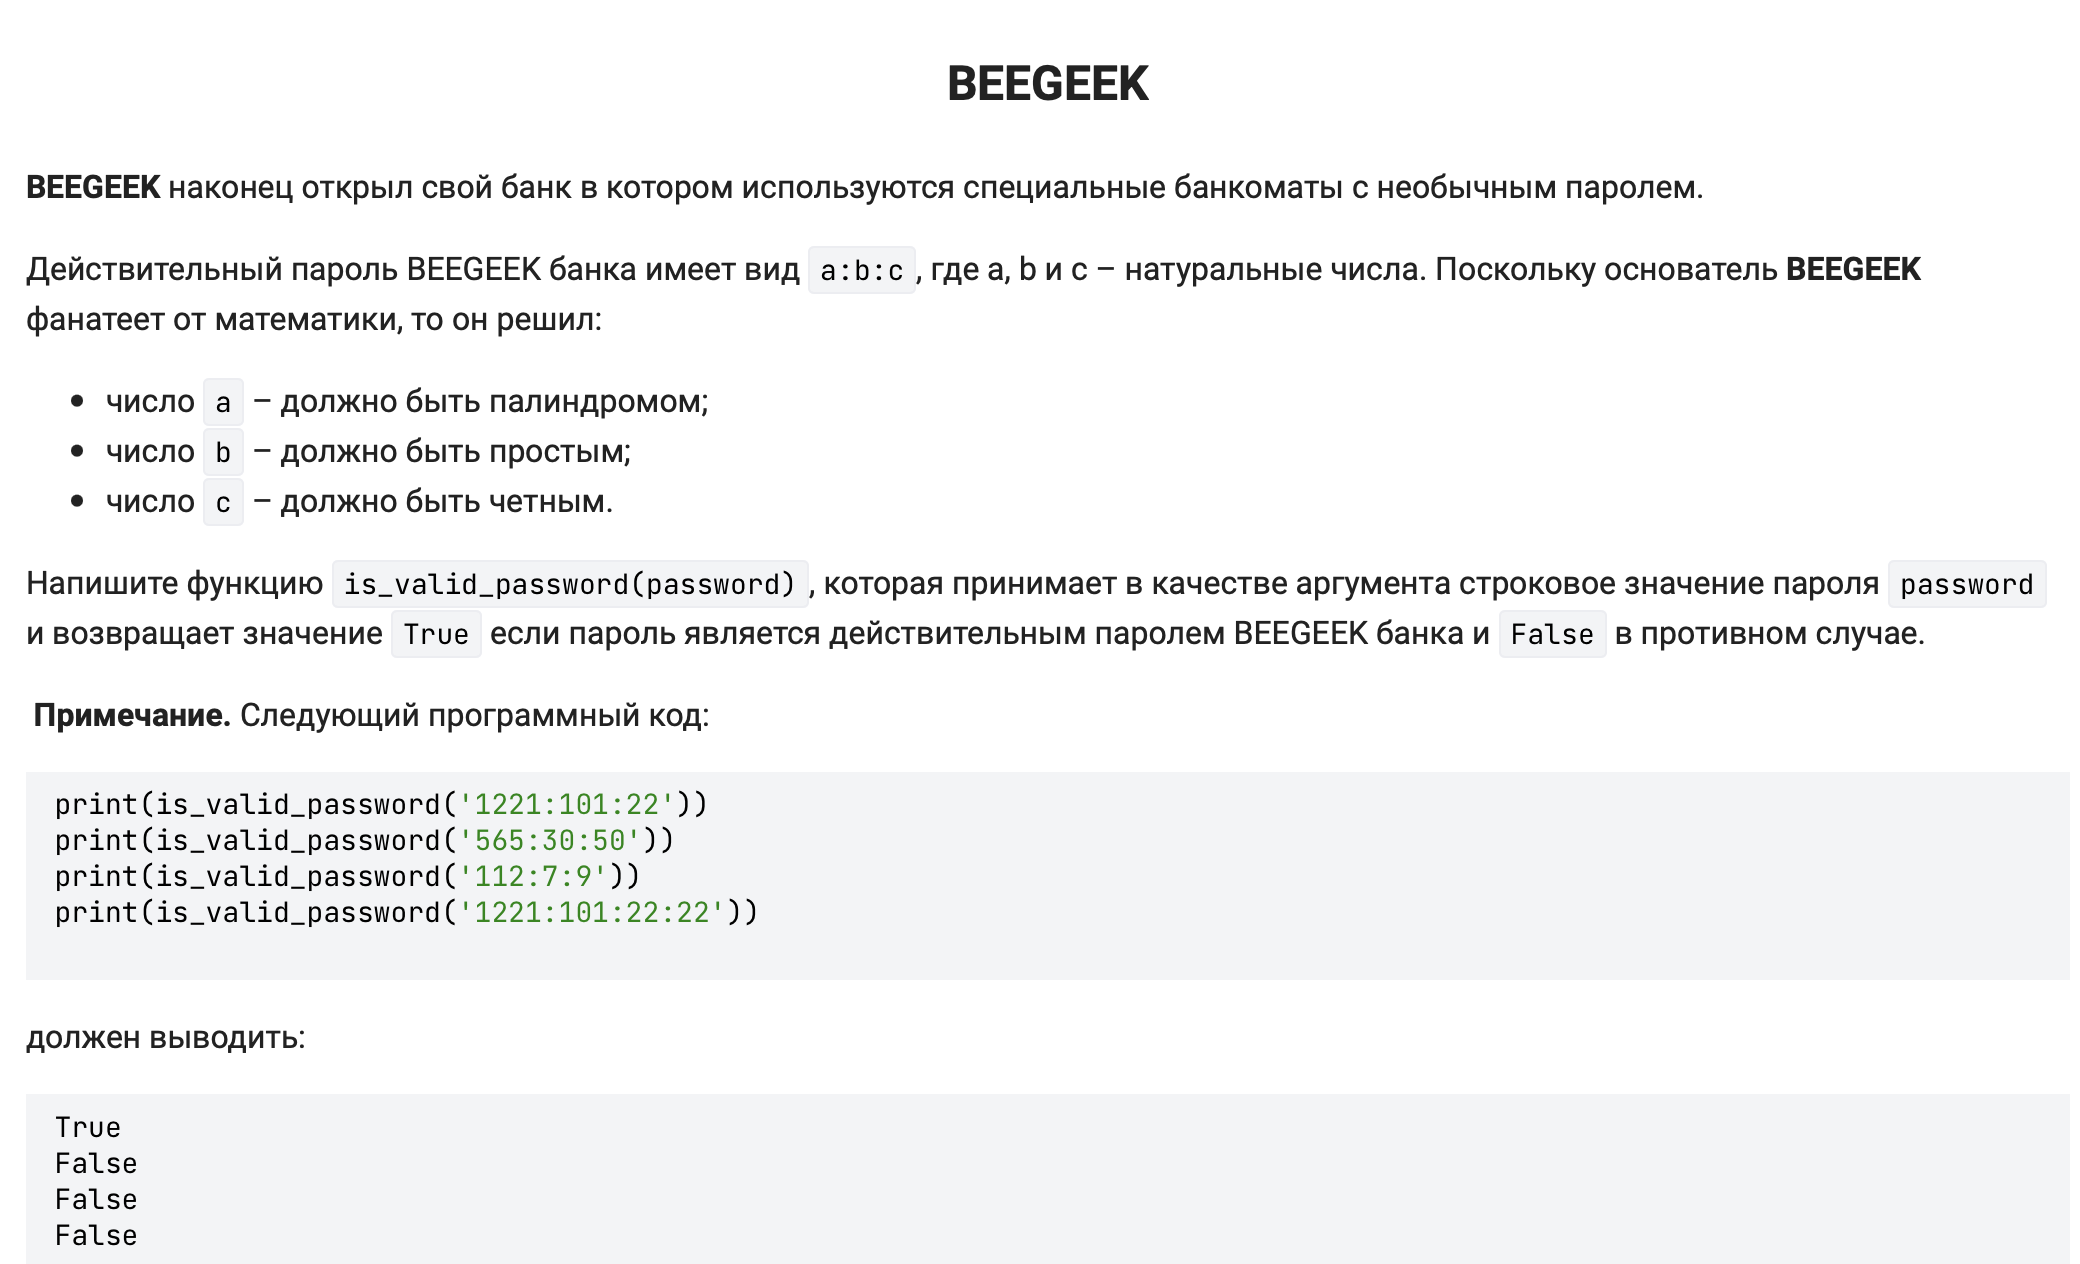 BEEGEEK
BEEGEEK наконец открыл свой банк в котором используются специальные банкоматы с необычным паролем.
Действительный пароль BEEGEEK банка имеет вид a:b:c, где a, b и c – натуральные числа. Поскольку основатель BEEGEEK
фанатеет от математики, то он решил:
• число a – должно быть палиндромом;
• число b – должно быть простым;
• число c – должно быть четным.
Напишите функцию is_valid_password(password), которая принимает в качестве аргумента строковое значение пароля password
и возвращает значение True если пароль является действительным паролем BEEGEEK банка и False в противном случае.
Примечание. Следующий программный код:
print(is_valid_password('1221:101:22'))
print(is_valid_password('565:30:50'))
print(is_valid_password('112:7:9'))
print(is_valid_password('1221:101:22:22'))
должен выводить:
True
False
False
False